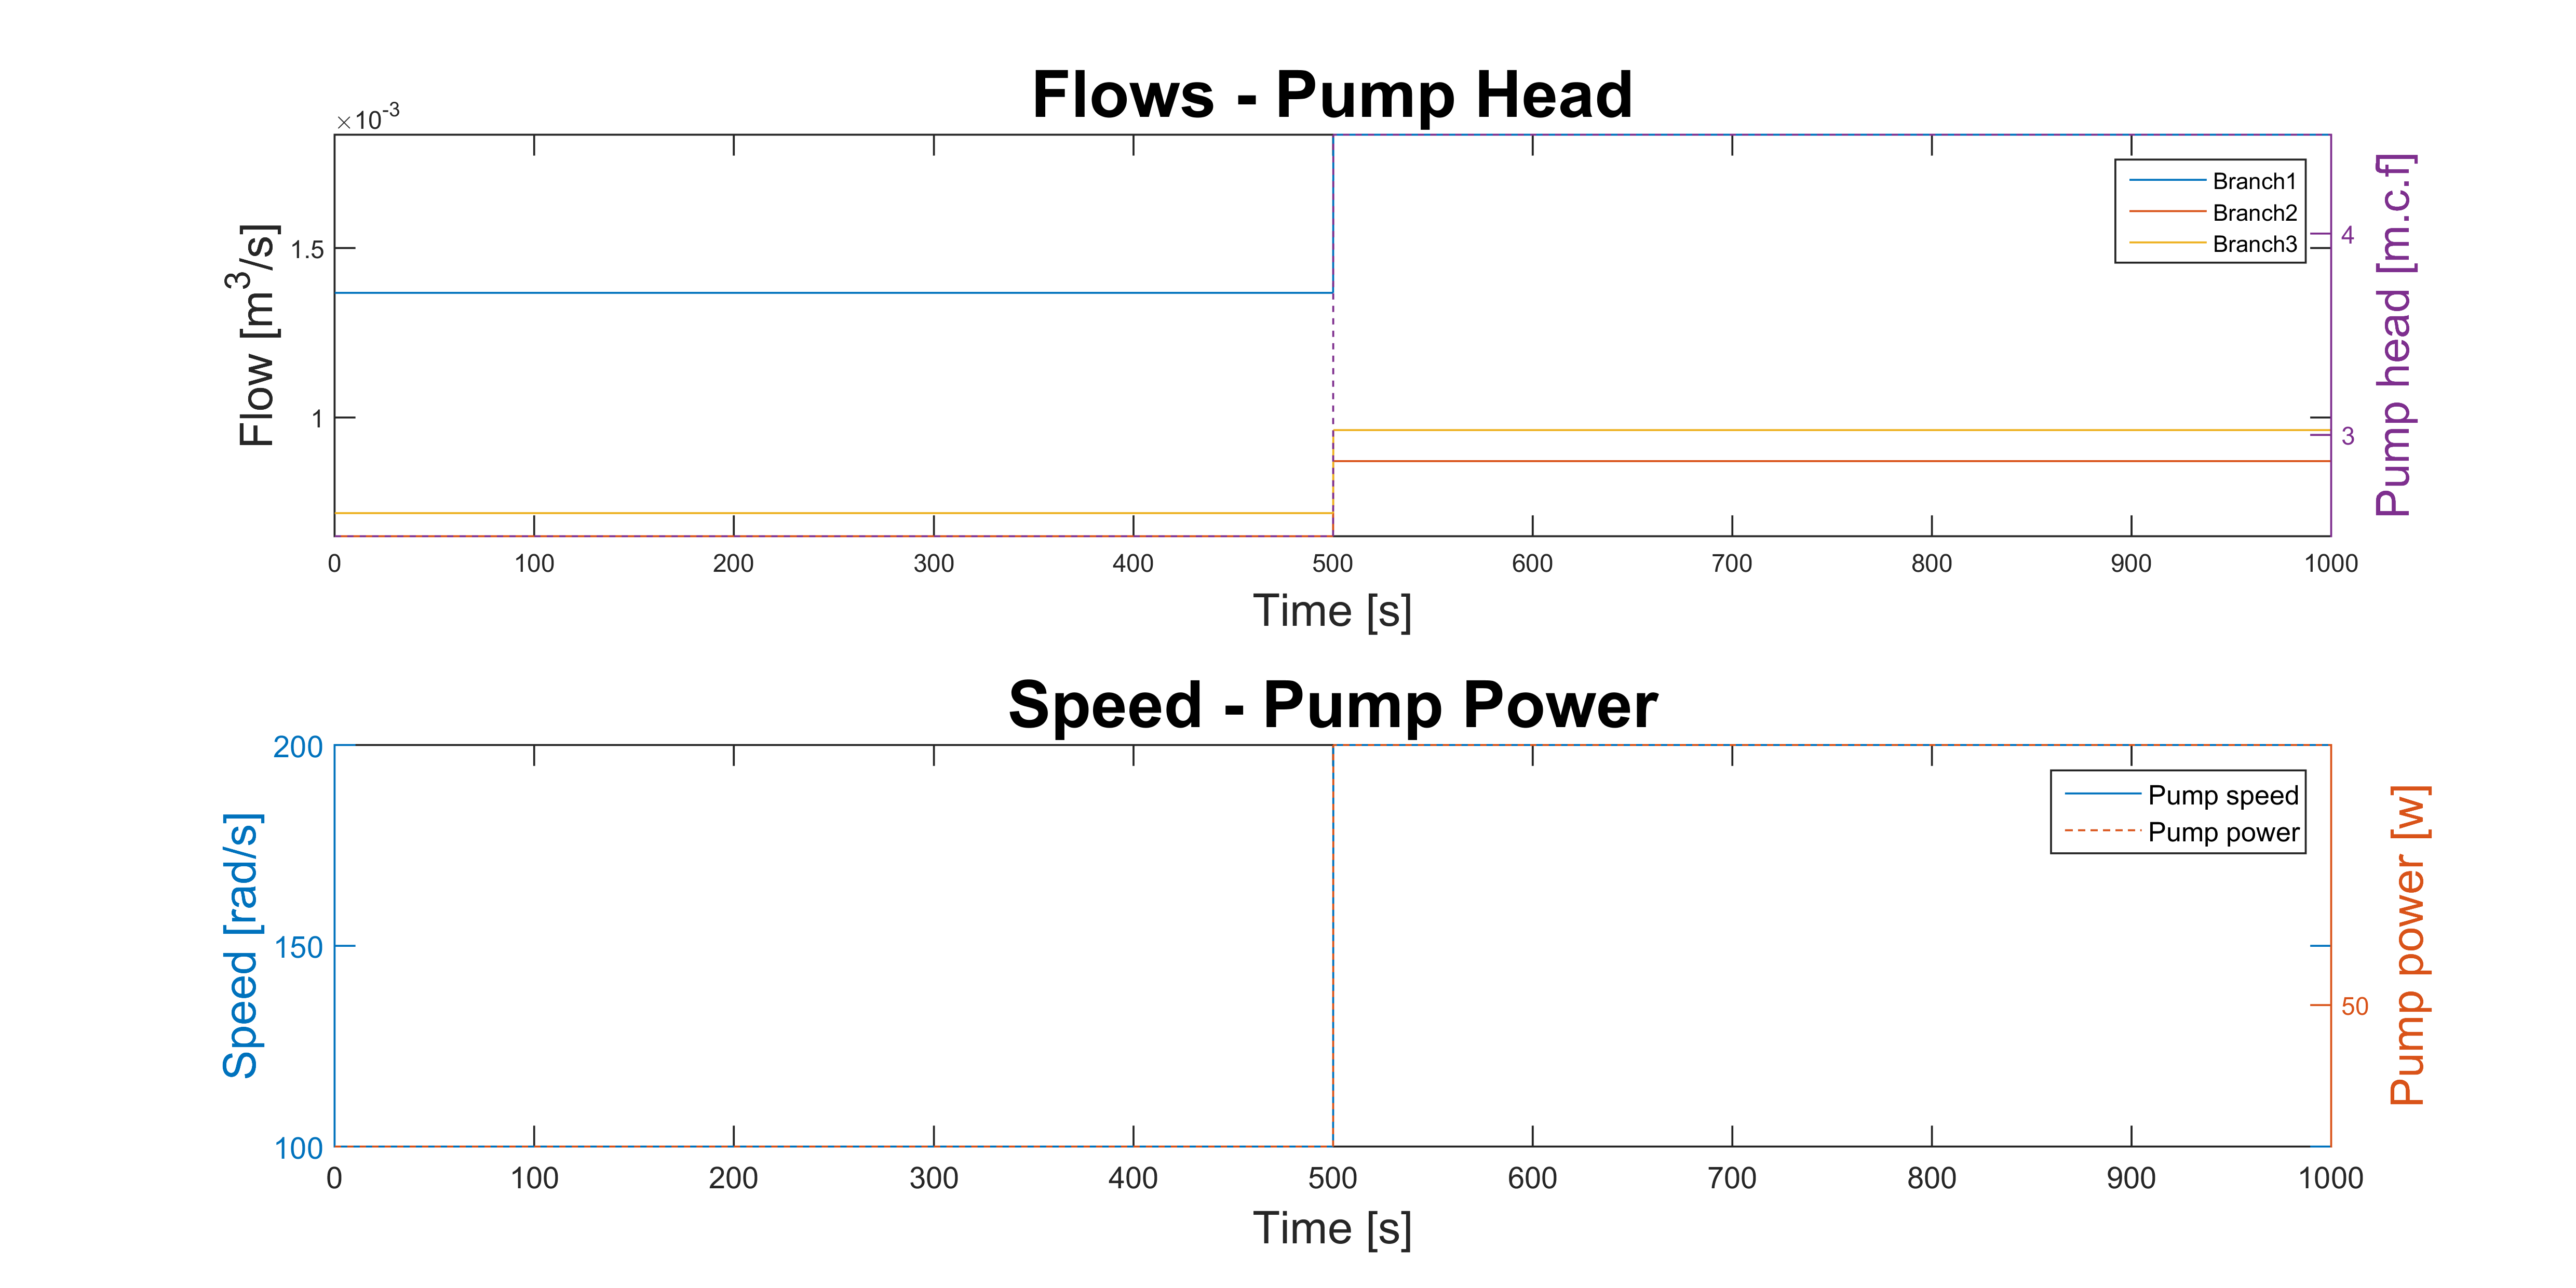 Flows - Pump Head
×10-3
Flow [m3/s]
1.5
1
Branch1
Branch2
Branch3
4
3
Pump head [m.c.f]
0 100 200 300 400 500 600 700 800 900 1000
Time [s]
Speed - Pump Power
Speed [rad/s]
200
150
100
Pump speed
Pump power
50
Pump power [w]
0 100 200 300 400 500 600 700 800 900 1000
Time [s]